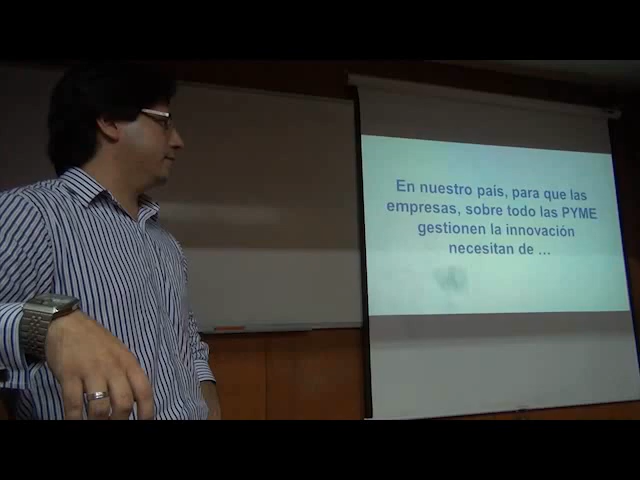 En nuestro país, para que las
empresas, sobre todo las PYME
gestionen la innovación
necesitan de ...